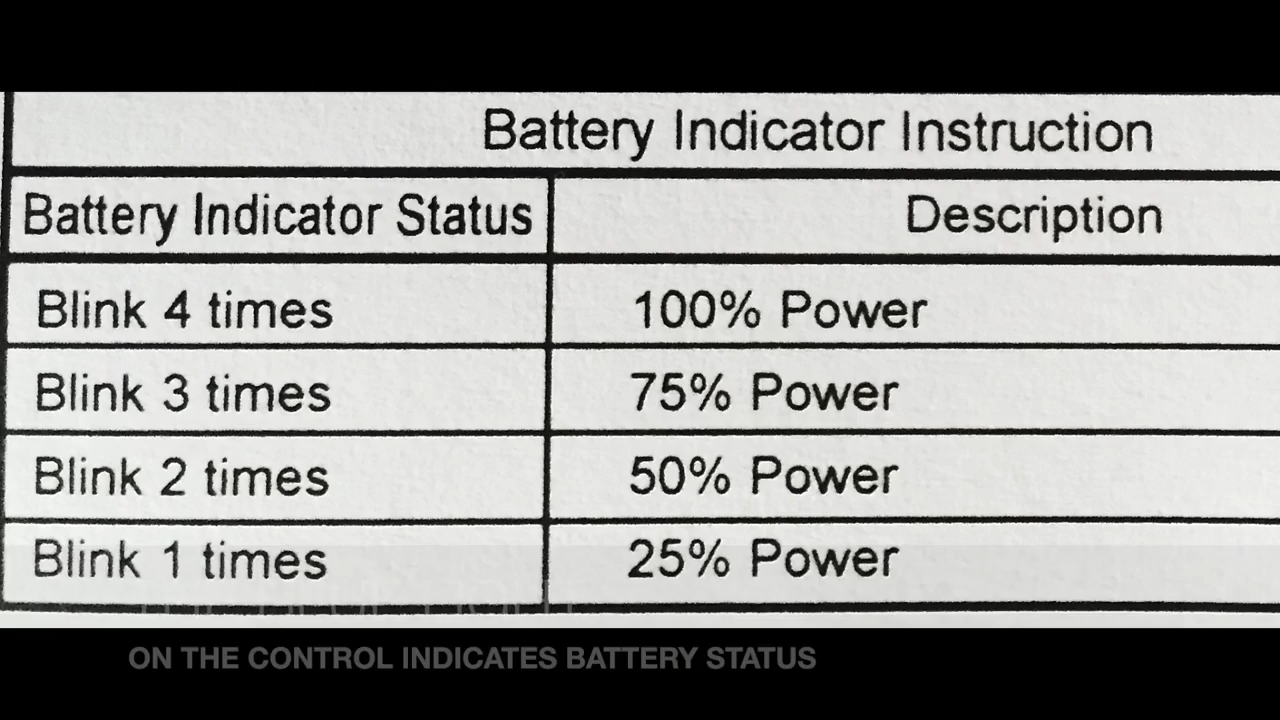 Battery Indicator Instruction
Battery Indicator Status Description
Blink 4 times 100% Power
Blink 3 times 75% Power
Blink 2 times 50% Power
Blink 1 times 25% Power
ON THE CONTROL INDICATES BATTERY STATUS